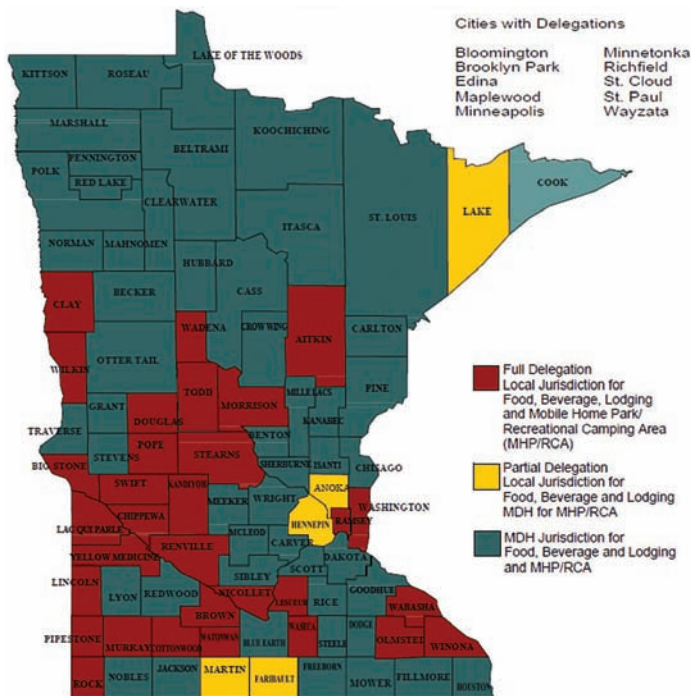 Cities with Delegations
Bloomington Minnetonka
Brooklyn Park Richfield
Edina St. Cloud
Maplewood St. Paul
Minneapolis Wayzata
LAKE OF THE WOODS
KITTSON
ROSEAU
MARSHALL
KOOCHICHING
BELTRAMI
PENNINGTON
POLK
RED LAKE
COOK
CLEARWATER
LAKE
ST. LOUIS
ITASCA
NORMAN
MAHNOMEN
HUBBARD
CASS
BECKER
CLAY
WADENA
CROW WING
AITKIN
CARLTON
OTTER TAIL
WILKIN
TODD
MORRISON
MILLE LACS
PINE
GRANT
DOUGLAS
KANABEC
TRAVERSE
STEVENS
POPE
BENTON
STEARNS
BIG STONE
SHERBURNE
ISANTI
CHISAGO
SWIFT
KANDIYOHI
ANOKA
MEEKER
WRIGHT
WASHINGTON
CHIPPEWA
HENNEPIN
RAMSEY
LAC QUI PARLE
MCLEOD
CARVER
YELLOW MEDICINE
RENVILLE
DAKOTA
SCOTT
LINCOLN
SIBLEY
LYON
REDWOOD
NICOLLET
LESUEUR
RICE
GOODHUE
WABASHA
BROWN
PIPESTONE
MURRAY
COTTONWOOD
WATONWAN
BLUE EARTH
WASECA
STEELE
DODGE
OLMSTED
WINONA
ROCK
NOBLES
JACKSON
MARTIN
FARIBAULT
FREEBORN
MOWER
FILLMORE
HOUSTON
Full Delegation
Local Jurisdiction for
Food, Beverage, Lodging
and Mobile Home Park/
Recreational Camping Area
(MHP/RCA)
Partial Delegation
Local Jurisdiction for
Food, Beverage and Lodging
MDH for MHP/RCA
MDH Jurisdiction for
Food, Beverage and Lodging
and MHP/RCA